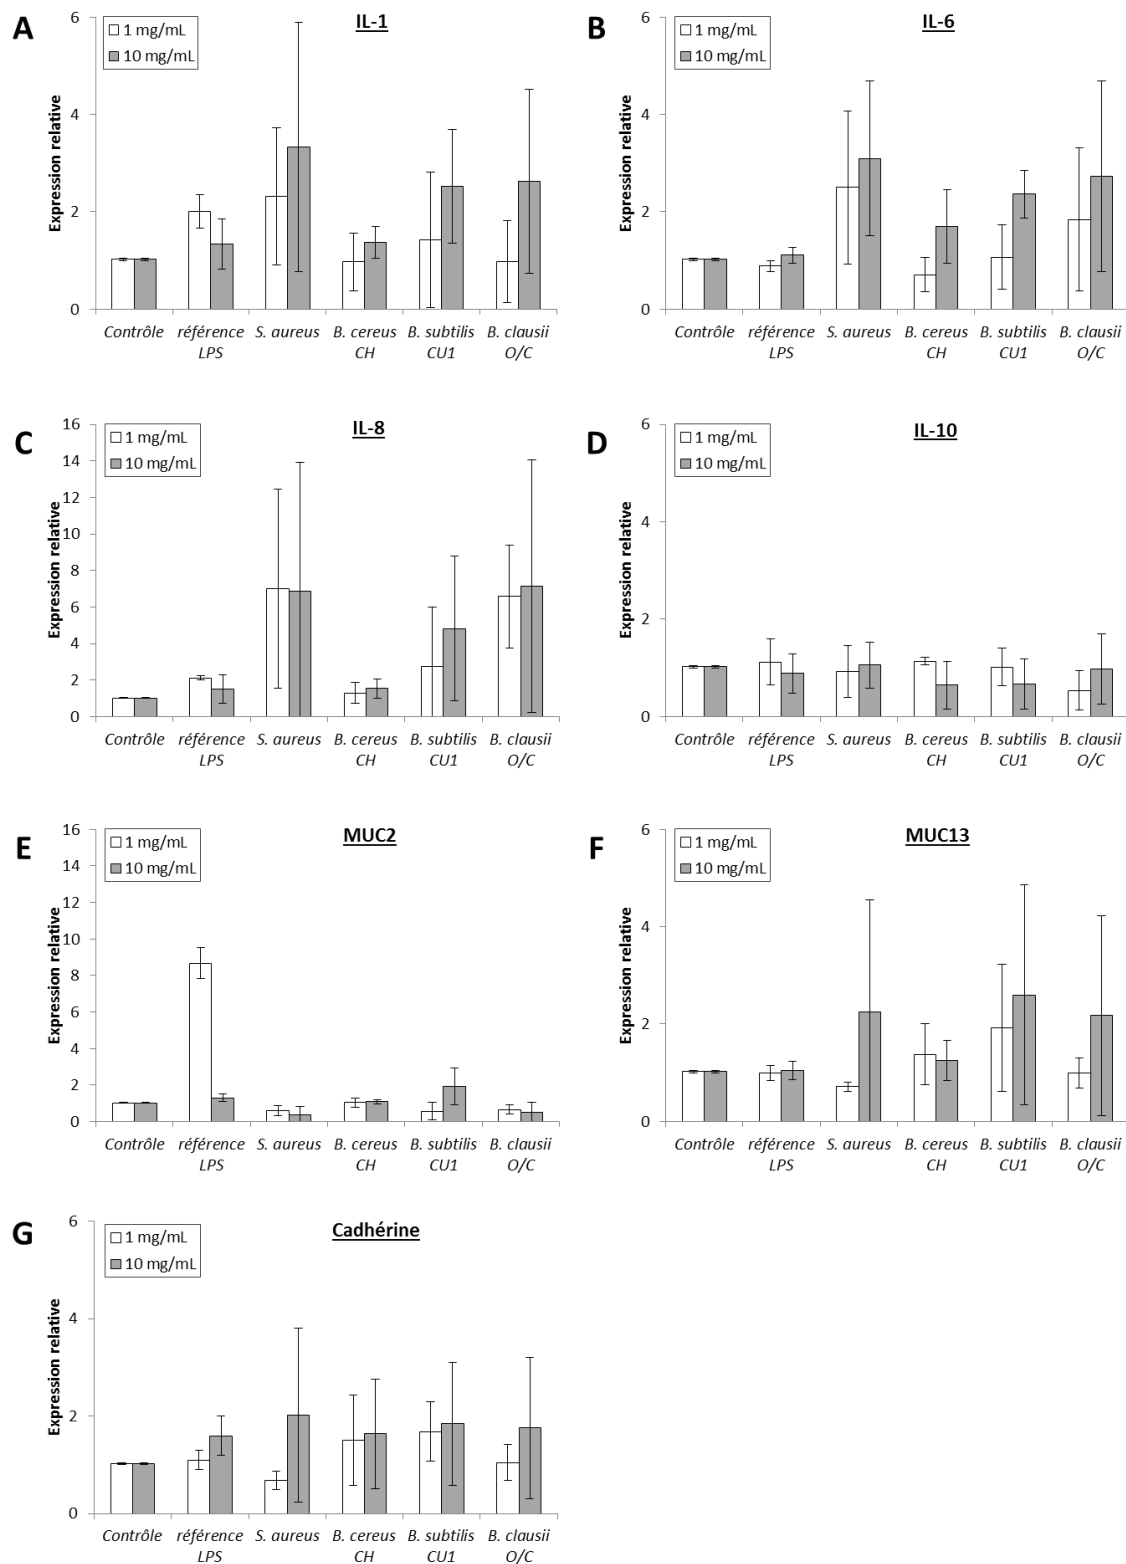 A
IL-1
1 mg/mL
10 mg/mL
Expression relative
6
4
2
0
Contrôle
référence
LPS
S. aureus
B. cereus
CH
B. subtilis
CU1
B. clausii
O/C
B
IL-6
1 mg/mL
10 mg/mL
Expression relative
6
4
2
0
Contrôle
référence
LPS
S. aureus
B. cereus
CH
B. subtilis
CU1
B. clausii
O/C
C
IL-8
1 mg/mL
10 mg/mL
Expression relative
16
14
12
10
8
6
4
2
0
Contrôle
référence
LPS
S. aureus
B. cereus
CH
B. subtilis
CU1
B. clausii
O/C
D
IL-10
1 mg/mL
10 mg/mL
Expression relative
6
4
2
0
Contrôle
référence
LPS
S. aureus
B. cereus
CH
B. subtilis
CU1
B. clausii
O/C
E
MUC2
1 mg/mL
10 mg/mL
Expression relative
16
14
12
10
8
6
4
2
0
Contrôle
référence
LPS
S. aureus
B. cereus
CH
B. subtilis
CU1
B. clausii
O/C
F
MUC13
1 mg/mL
10 mg/mL
Expression relative
6
4
2
0
Contrôle
référence
LPS
S. aureus
B. cereus
CH
B. subtilis
CU1
B. clausii
O/C
G
Cadhérine
1 mg/mL
10 mg/mL
Expression relative
6
4
2
0
Contrôle
référence
LPS
S. aureus
B. cereus
CH
B. subtilis
CU1
B. clausii
O/C